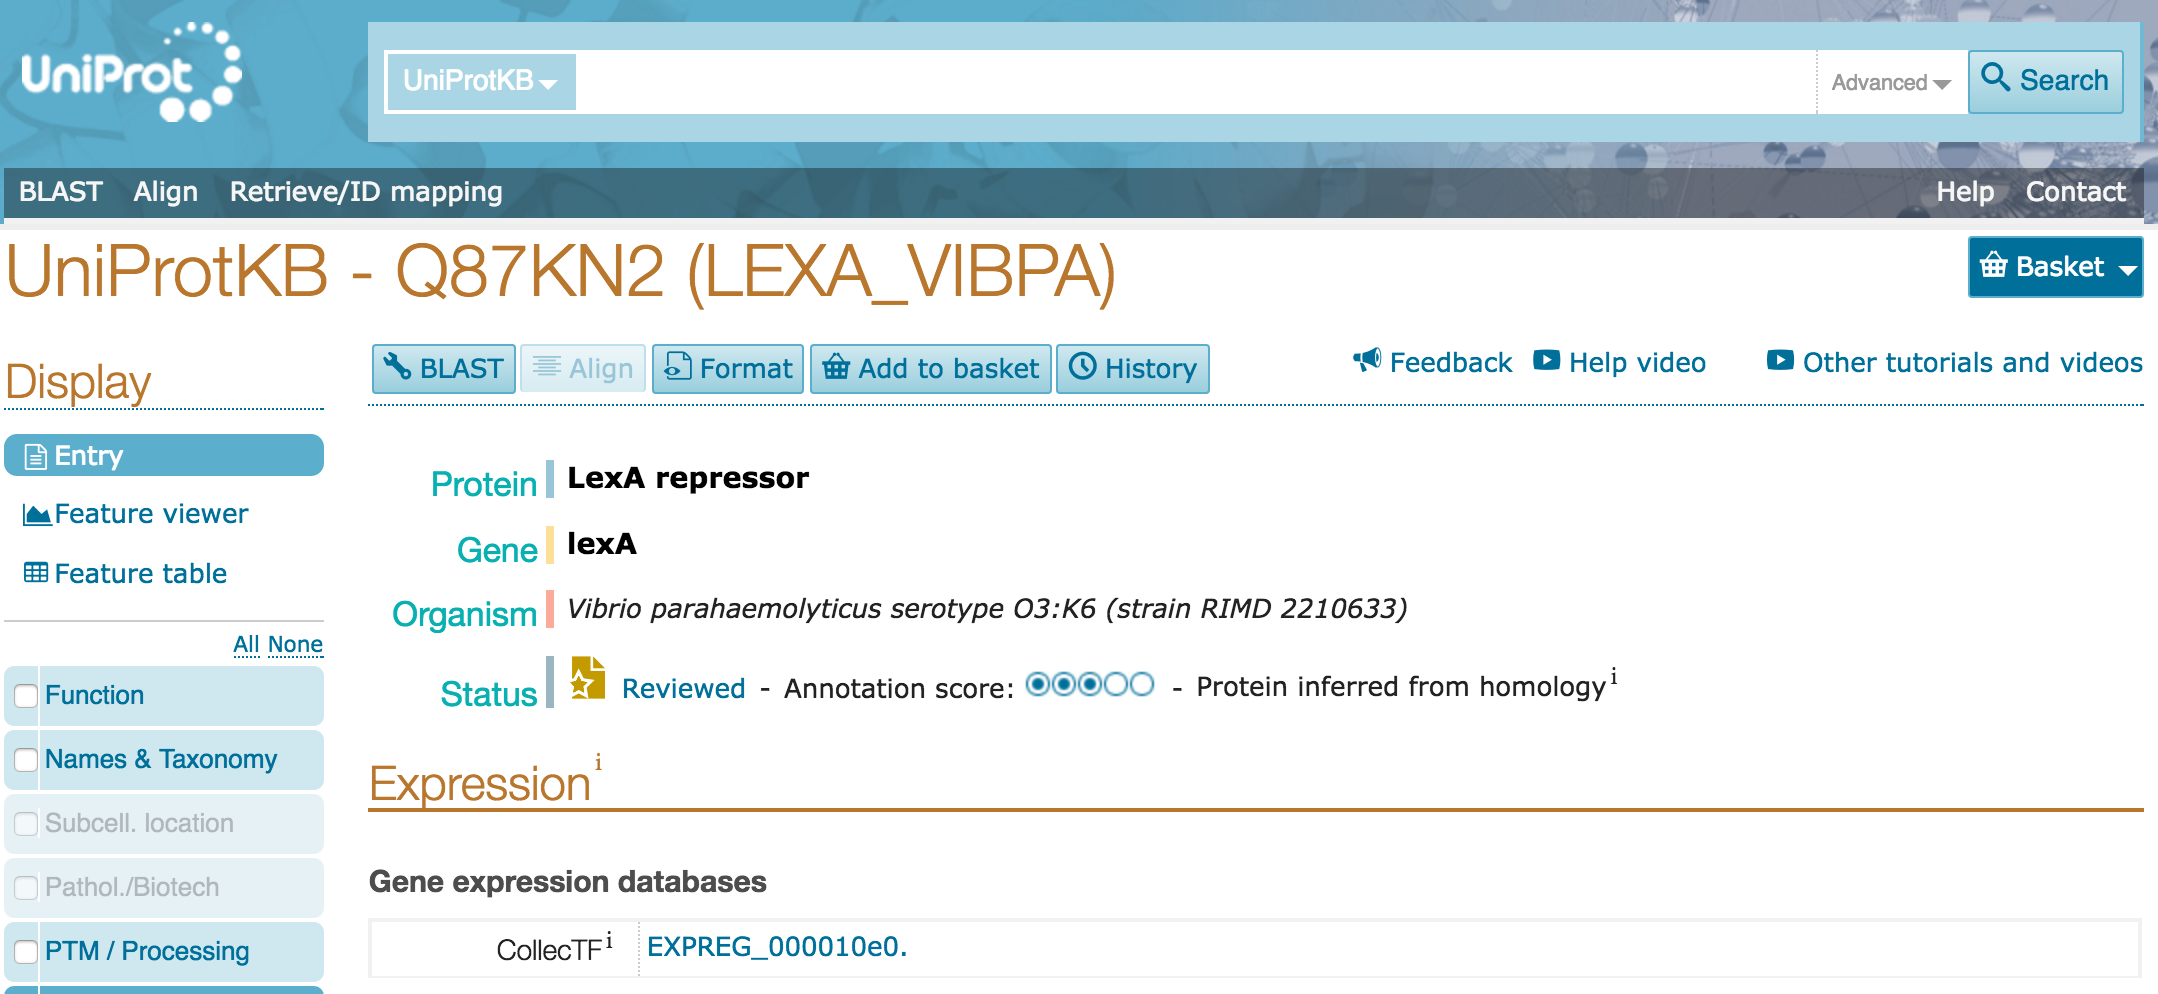 UniProt
UniProtKB
Advanced
Search
BLAST Align Retrieve/ID mapping
Help Contact
UniProtKB - Q87KN2 (LEXA_VIBPA)
Basket
Display
BLAST Align Format Add to basket History
Feedback Help video Other tutorials and videos
Entry
Feature viewer
Feature table
All None
Function
Names & Taxonomy
Subcell. location
Pathol./Biotech
PTM / Processing
Protein LexA repressor
Gene lexA
Organism Vibrio parahaemolyticus serotype O3:K6 (strain RIMD 2210633)
Status Reviewed - Annotation score: - Protein inferred from homology i
Expression i
Gene expression databases
CollecTF i EXPREG_000010e0.